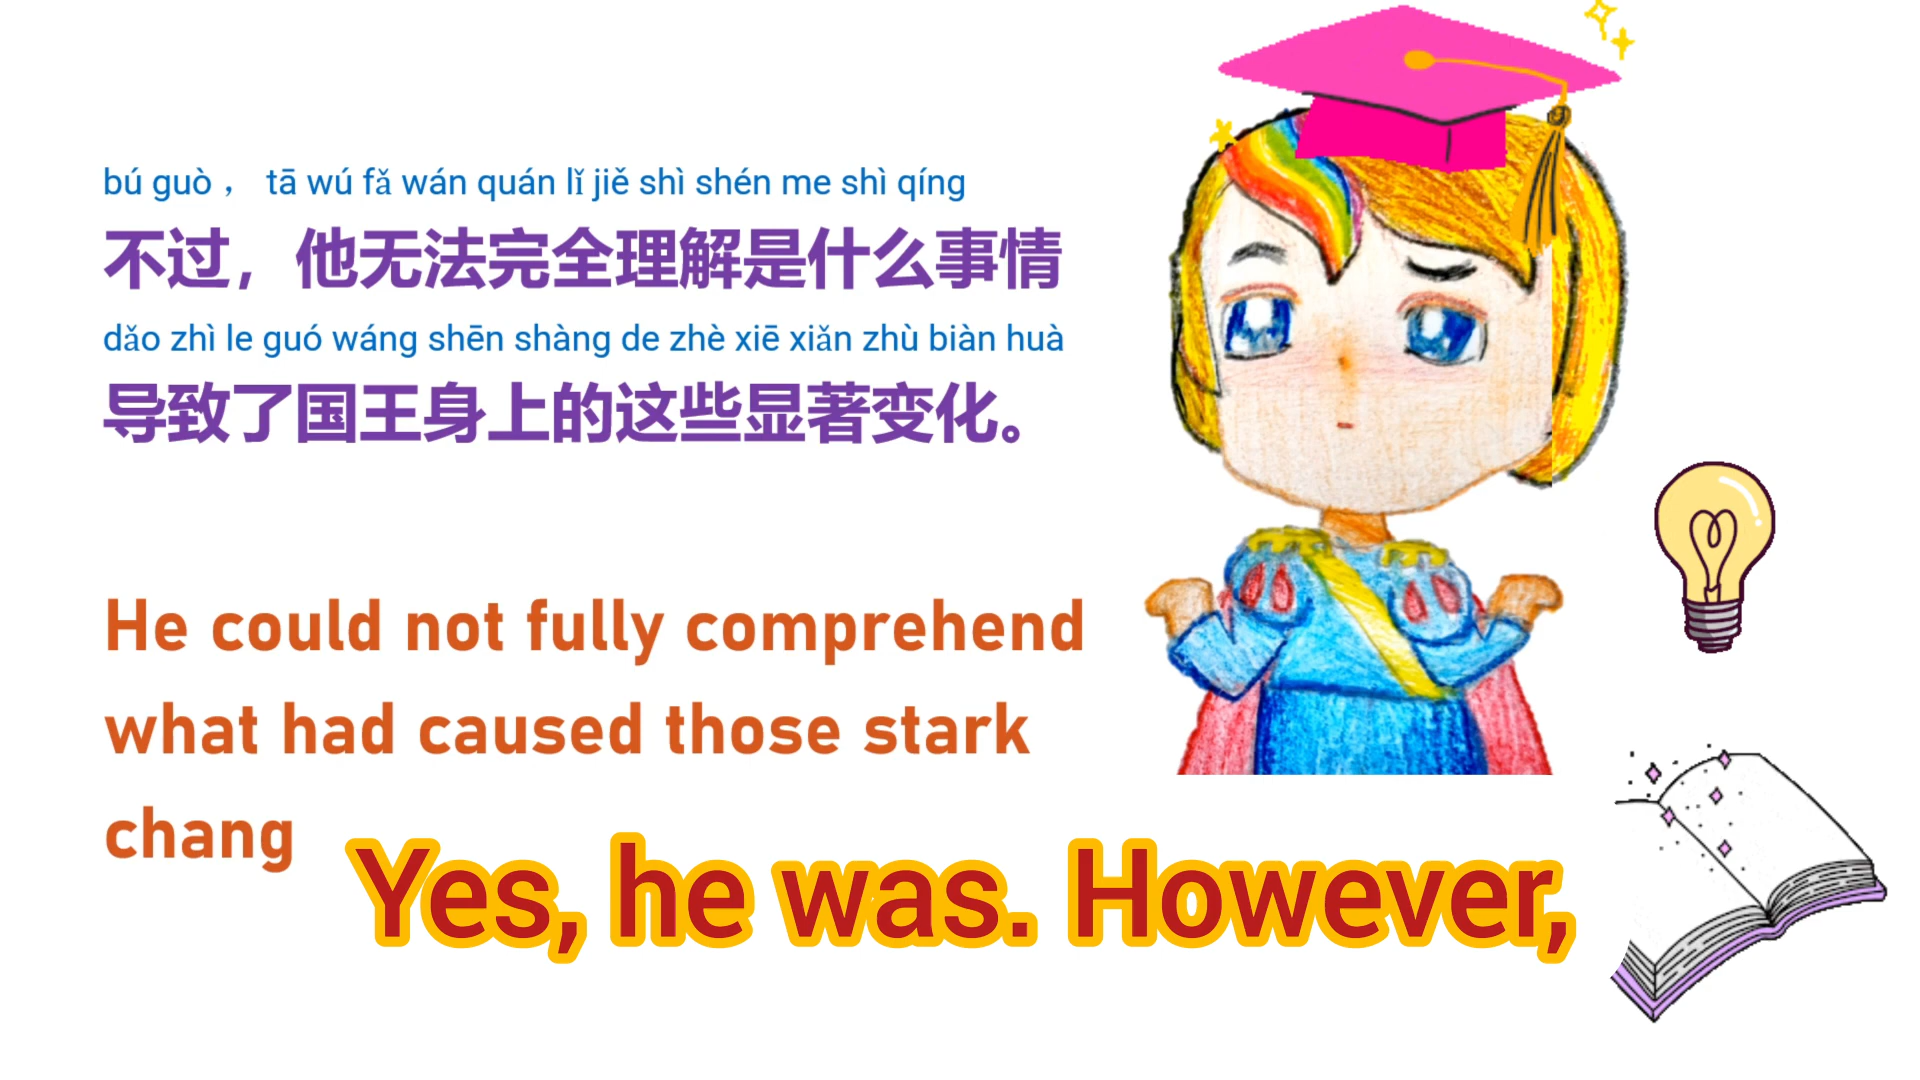 bú guò ， tā wú fǎ wán quán lǐ jiě shì shén me shì qíng
不过，他无法完全理解是什么事情
dǎo zhì le guó wáng shēn shàng de zhè xiē xiǎn zhù biàn huà
导致了国王身上的这些显著变化。
He could not fully comprehend
what had caused those stark
chang
Yes, he was. However,